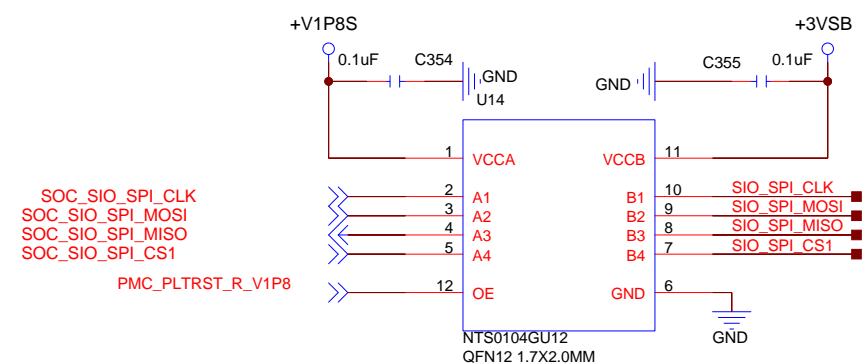 +V1P8S +3VSB
0.1uF C354 C355 0.1uF
GND GND
U14
1 VCCA VCCB 11
SOC_SIO_SPI_CLK 2 A1 B1 10 SIO_SPI_CLK
SOC_SIO_SPI_MOSI 3 A2 B2 9 SIO_SPI_MOSI
SOC_SIO_SPI_MISO 4 A3 B3 8 SIO_SPI_MISO
SOC_SIO_SPI_CS1 5 A4 B4 7 SIO_SPI_CS1
PMC_PLTRST_R_V1P8 12 OE GND 6
NTS0104GU12 GND
QFN12 1.7X2.0MM